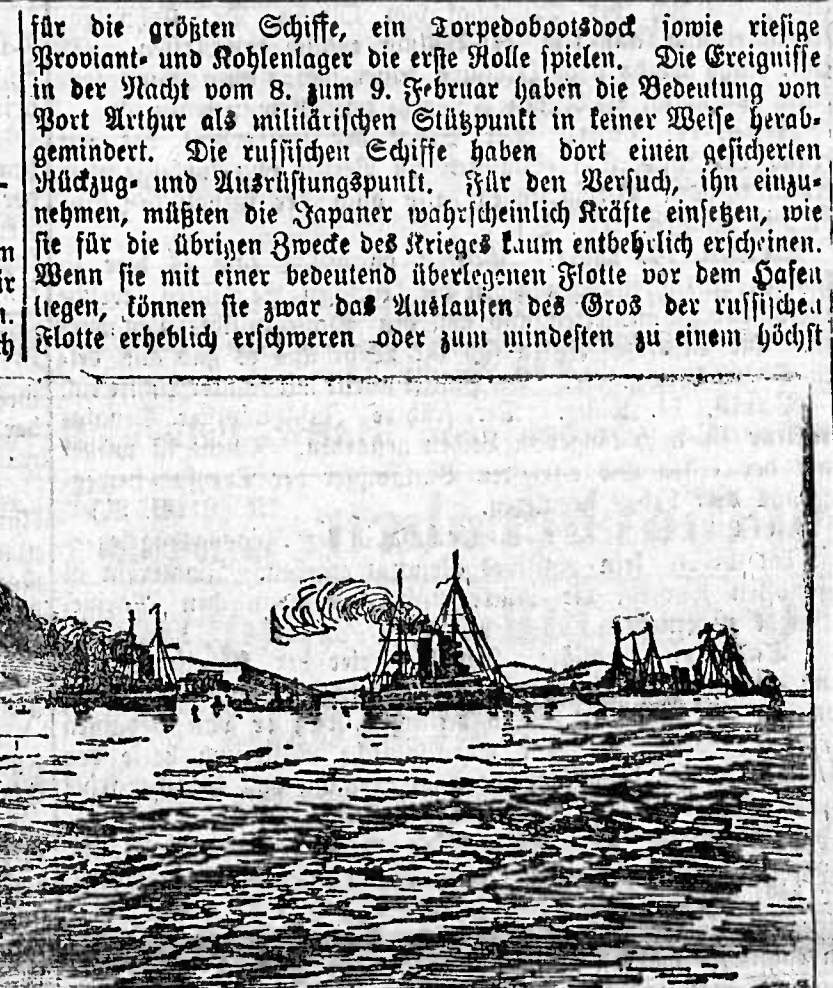 für die größten Schiffe, ein Torpedobootsdock sowie riesige
Proviant- und Kohlenlager die erste Rolle spielen. Die Ereignisse
in der Nacht vom 8. zum 9. Februar haben die Bedeutung von
Port Arthur als militärischen Stützpunkt in keiner Weise herab-
gemindert. Die russischen Schiffe haben dort einen gesicherten
Rückzug- und Ausrüstungspunkt. Für den Versuch, ihn einzu-
nehmen, müßten die Japaner wahrscheinlich Kräfte einsetzen, wie
sie für die übrigen Zwecke des Krieges kaum entbehrlich erscheinen.
Wenn sie mit einer bedeutend überlegenen Flotte vor dem Hafen
liegen, können sie zwar das Auslaufen des Gros der russischen
Flotte erheblich erschweren oder zum mindesten zu einem höchst